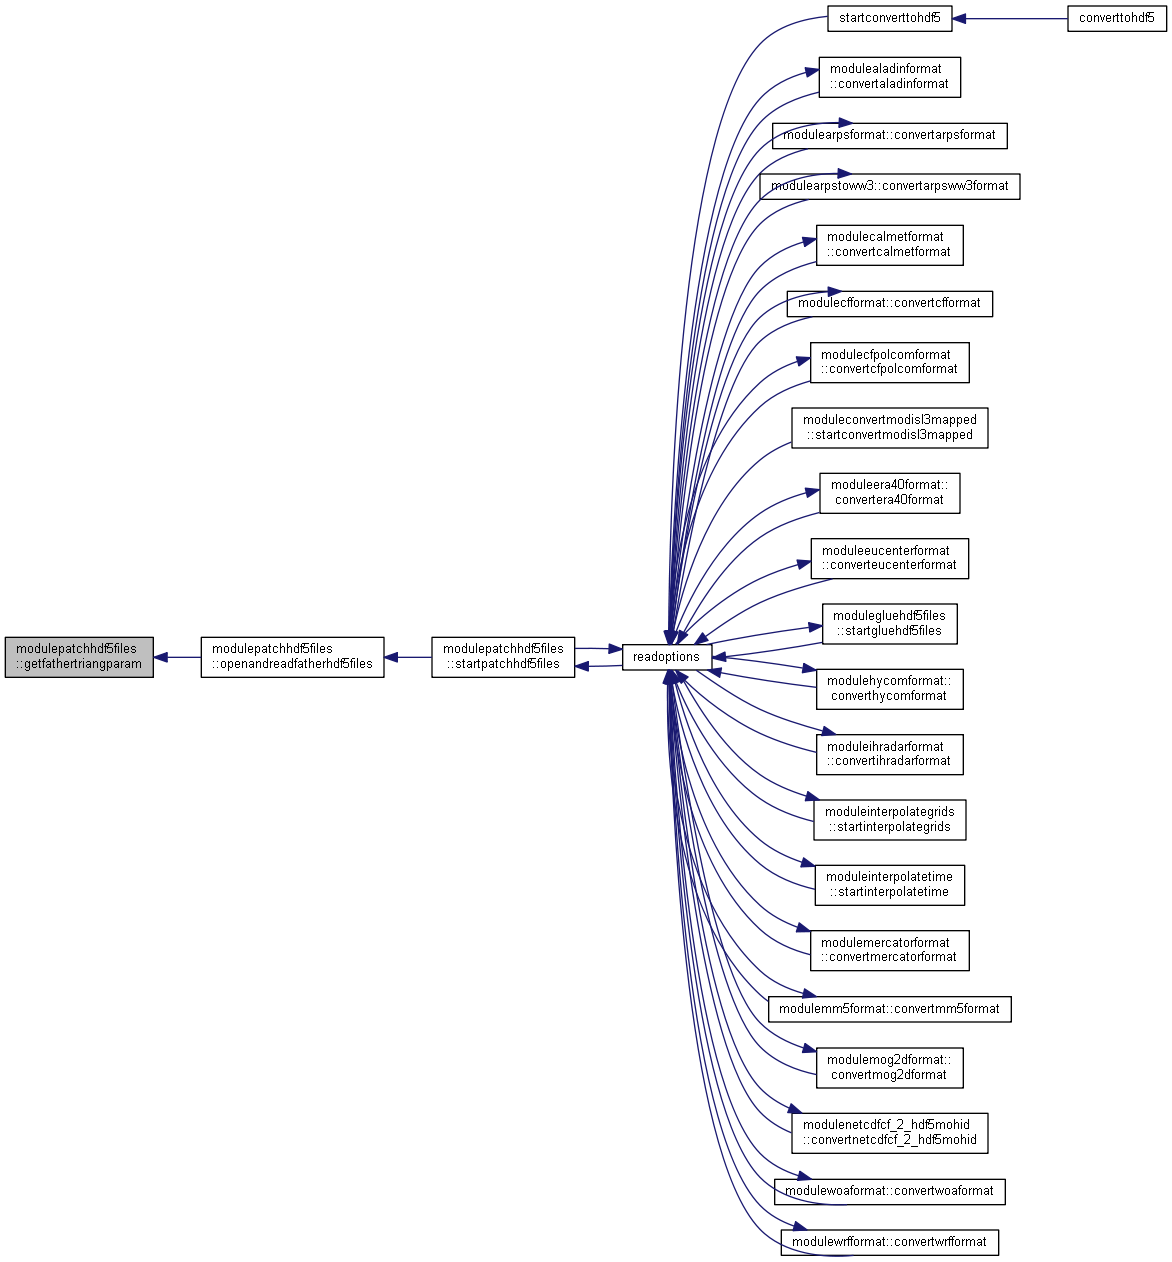 startconverttohdf5
converttohdf5
modulealadinformat
::convertaladinformat
modulearpsformat::convertarpsformat
modulearpstoww3::convertarpsww3format
modulecalmetformat
::convertcalmetformat
modulecfformat::convertcfformat
modulecfpolcomformat
::convertcfpolcomformat
moduleconvertmodisl3mapped
::startconvertmodisl3mapped
moduleera40format::
convertera40format
moduleeucenterformat
::converteucenterformat
modulegluehdf5files
::startgluehdf5files
modulepatchhdf5files
::getfathertriangparam
modulepatchhdf5files
::openandreadfatherhdf5files
modulepatchhdf5files
::startpatchhdf5files
readoptions
modulehycomformat::
converthycomformat
moduleihradarformat
::convertihradarformat
moduleinterpolategrids
::startinterpolategrids
moduleinterpolatetime
::startinterpolatetime
modulemercatorformat
::convertmercatorformat
modulemm5format::convertmm5format
modulemog2dformat::
convertmog2dformat
modulenetcdfcf_2_hdf5mohid
::convertnetcdfcf_2_hdf5mohid
modulewoaformat::convertwoaformat
modulewrfformat::convertwrfformat